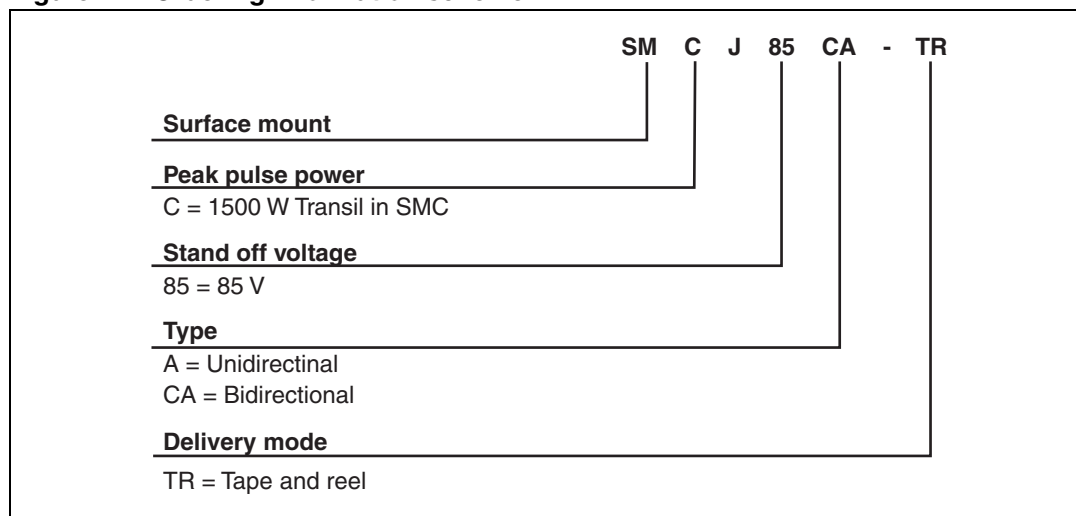 SM C J 85 CA - TR
Surface mount
Peak pulse power
C = 1500 W Transil in SMC
Stand off voltage
85 = 85 V
Type
A = Unidirectinal
CA = Bidirectional
Delivery mode
TR = Tape and reel